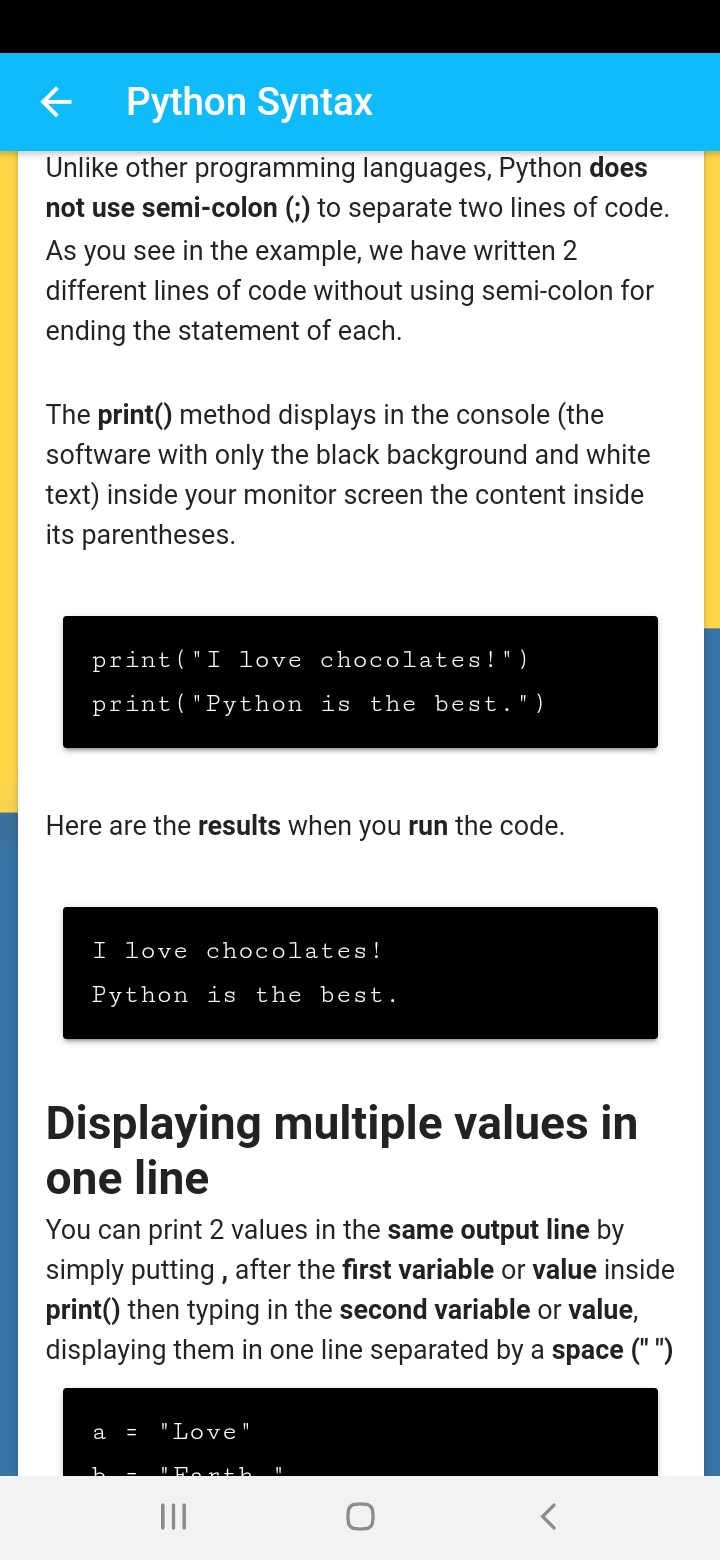 Python Syntax
Unlike other programming languages, Python does
not use semi-colon (;) to separate two lines of code.
As you see in the example, we have written 2
different lines of code without using semi-colon for
ending the statement of each.
The print() method displays in the console (the
software with only the black background and white
text) inside your monitor screen the content inside
its parentheses.
print("I love chocolates!")
print("Python is the best.")
Here are the results when you run the code.
I love chocolates!
Python is the best.
Displaying multiple values in
one line
You can print 2 values in the same output line by
simply putting , after the first variable or value inside
print() then typing in the second variable or value,
displaying them in one line separated by a space (" ")
a = "Love"
b = "Earth "